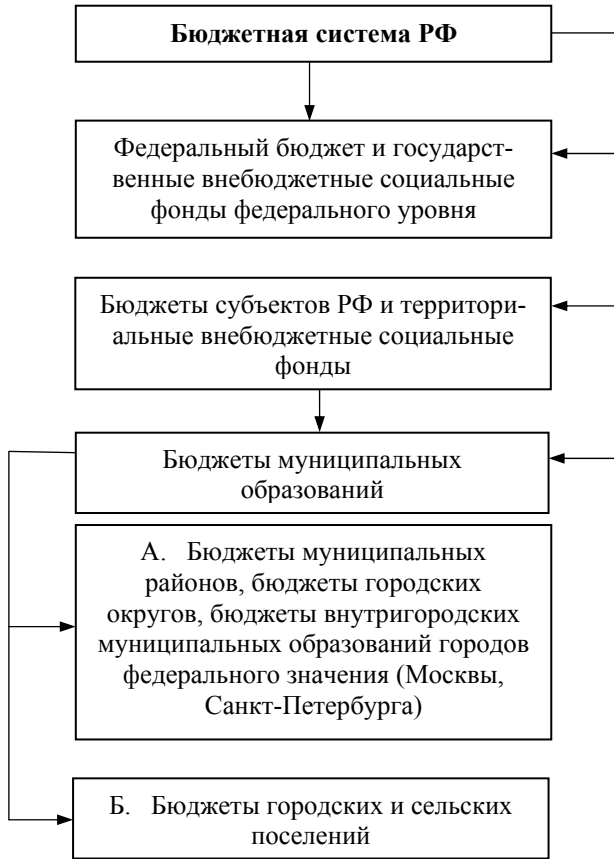 Бюджетная система РФ
Федеральный бюджет и государст-
венные внебюджетные социальные
фонды федерального уровня
Бюджеты субъектов РФ и территори-
альные внебюджетные социальные
фонды
Бюджеты муниципальных
образований
А. Бюджеты муниципальных
районов, бюджеты городских
округов, бюджеты внутригородских
муниципальных образований городов
федерального значения (Москвы,
Санкт-Петербурга)
Б. Бюджеты городских и сельских
поселений